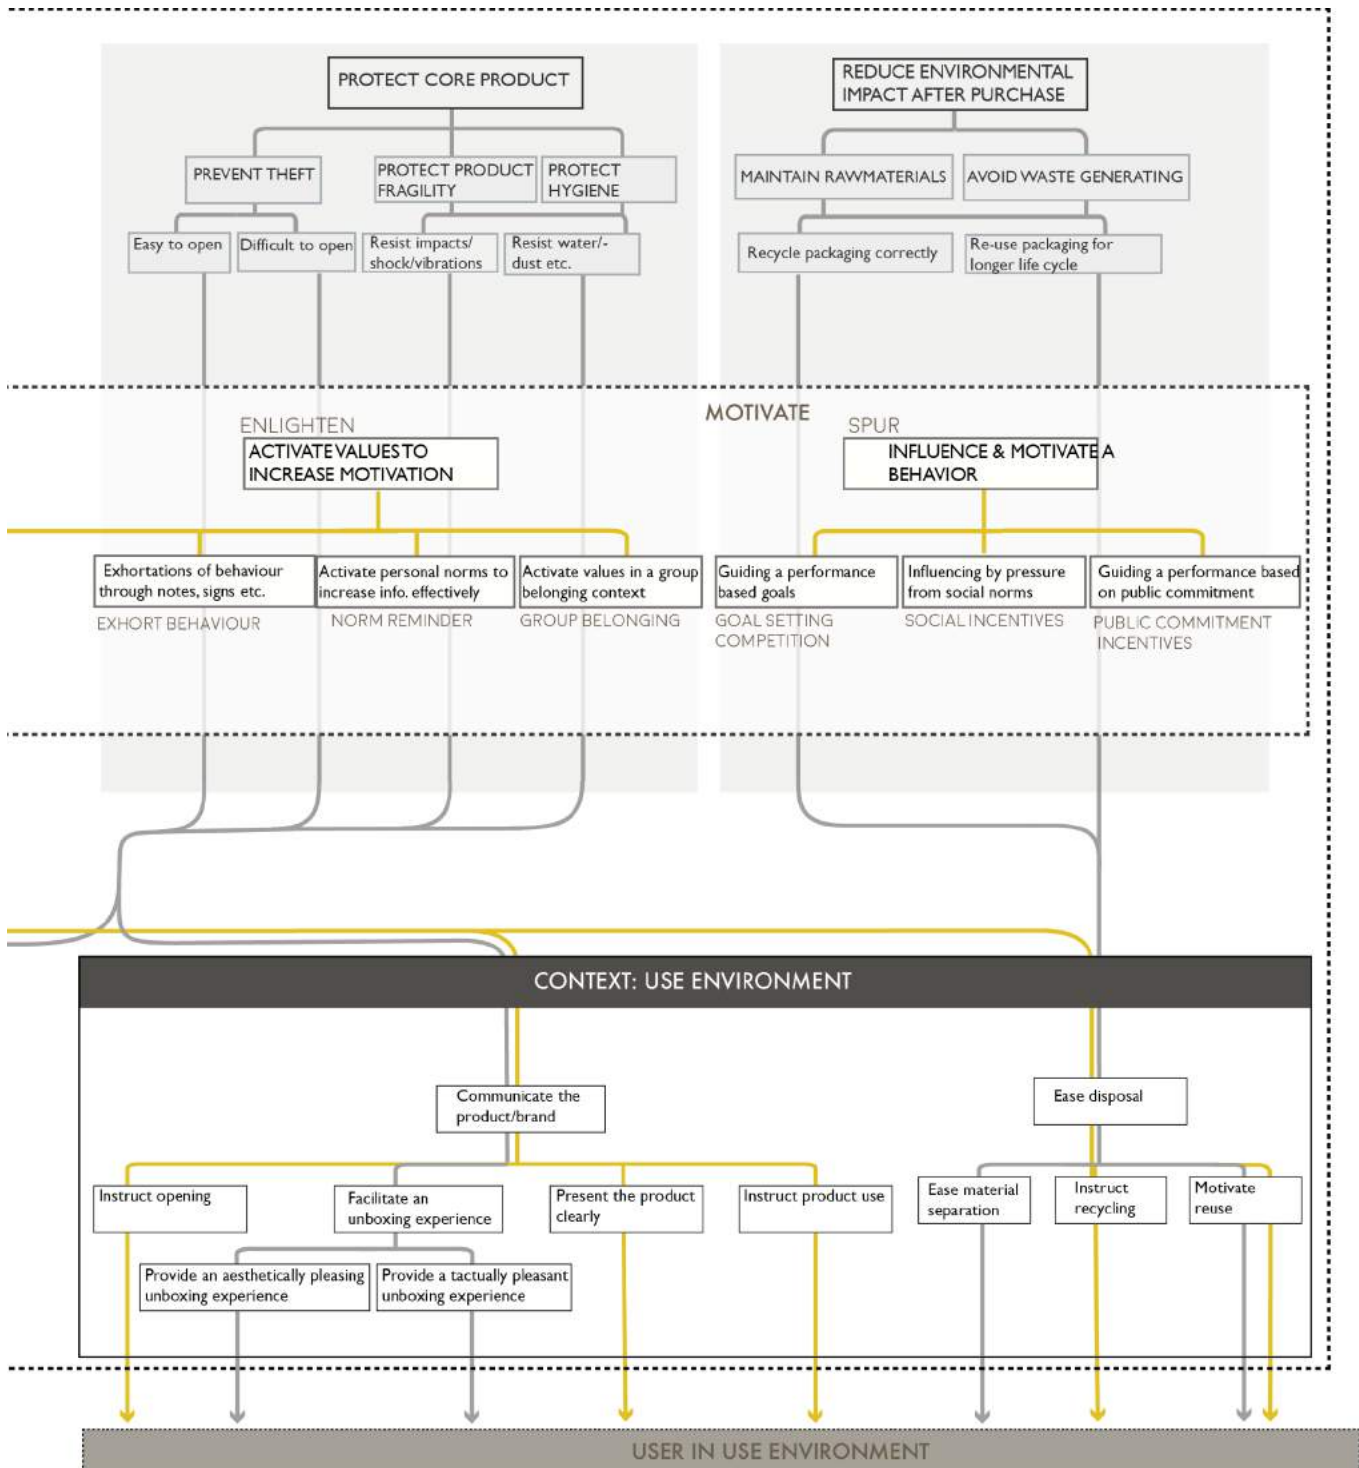 PROTECT CORE PRODUCT
REDUCE ENVIRONMENTAL
IMPACT AFTER PURCHASE
PREVENT THEFT
PROTECT PRODUCT
FRAGILITY
PROTECT
HYGIENE
MAINTAIN RAWMATERIALS
AVOID WASTE GENERATING
Easy to open
Difficult to open
Resist impacts/
shock/vibrations
Resist water/-
dust etc.
Recycle packaging correctly
Re-use packaging for
longer life cycle
MOTIVATE
ENLIGHTEN
ACTIVATE VALUES TO
INCREASE MOTIVATION
SPUR
INFLUENCE & MOTIVATE A
BEHAVIOR
Exhortations of behaviour
through notes, signs etc.
EXHORT BEHAVIOUR
Activate personal norms to
increase info. effectively
NORM REMINDER
Activate values in a group
belonging context
GROUP BELONGING
Guiding a performance
based goals
GOAL SETTING
COMPETITION
Influencing by pressure
from social norms
SOCIAL INCENTIVES
Guiding a performance based
on public commitment
PUBLIC COMMITMENT
INCENTIVES
CONTEXT: USE ENVIRONMENT
Communicate the
product/brand
Ease disposal
Instruct opening
Facilitate an
unboxing experience
Present the product
clearly
Instruct product use
Ease material
separation
Instruct
recycling
Motivate
reuse
Provide an aesthetically pleasing
unboxing experience
Provide a tactually pleasant
unboxing experience
USER IN USE ENVIRONMENT